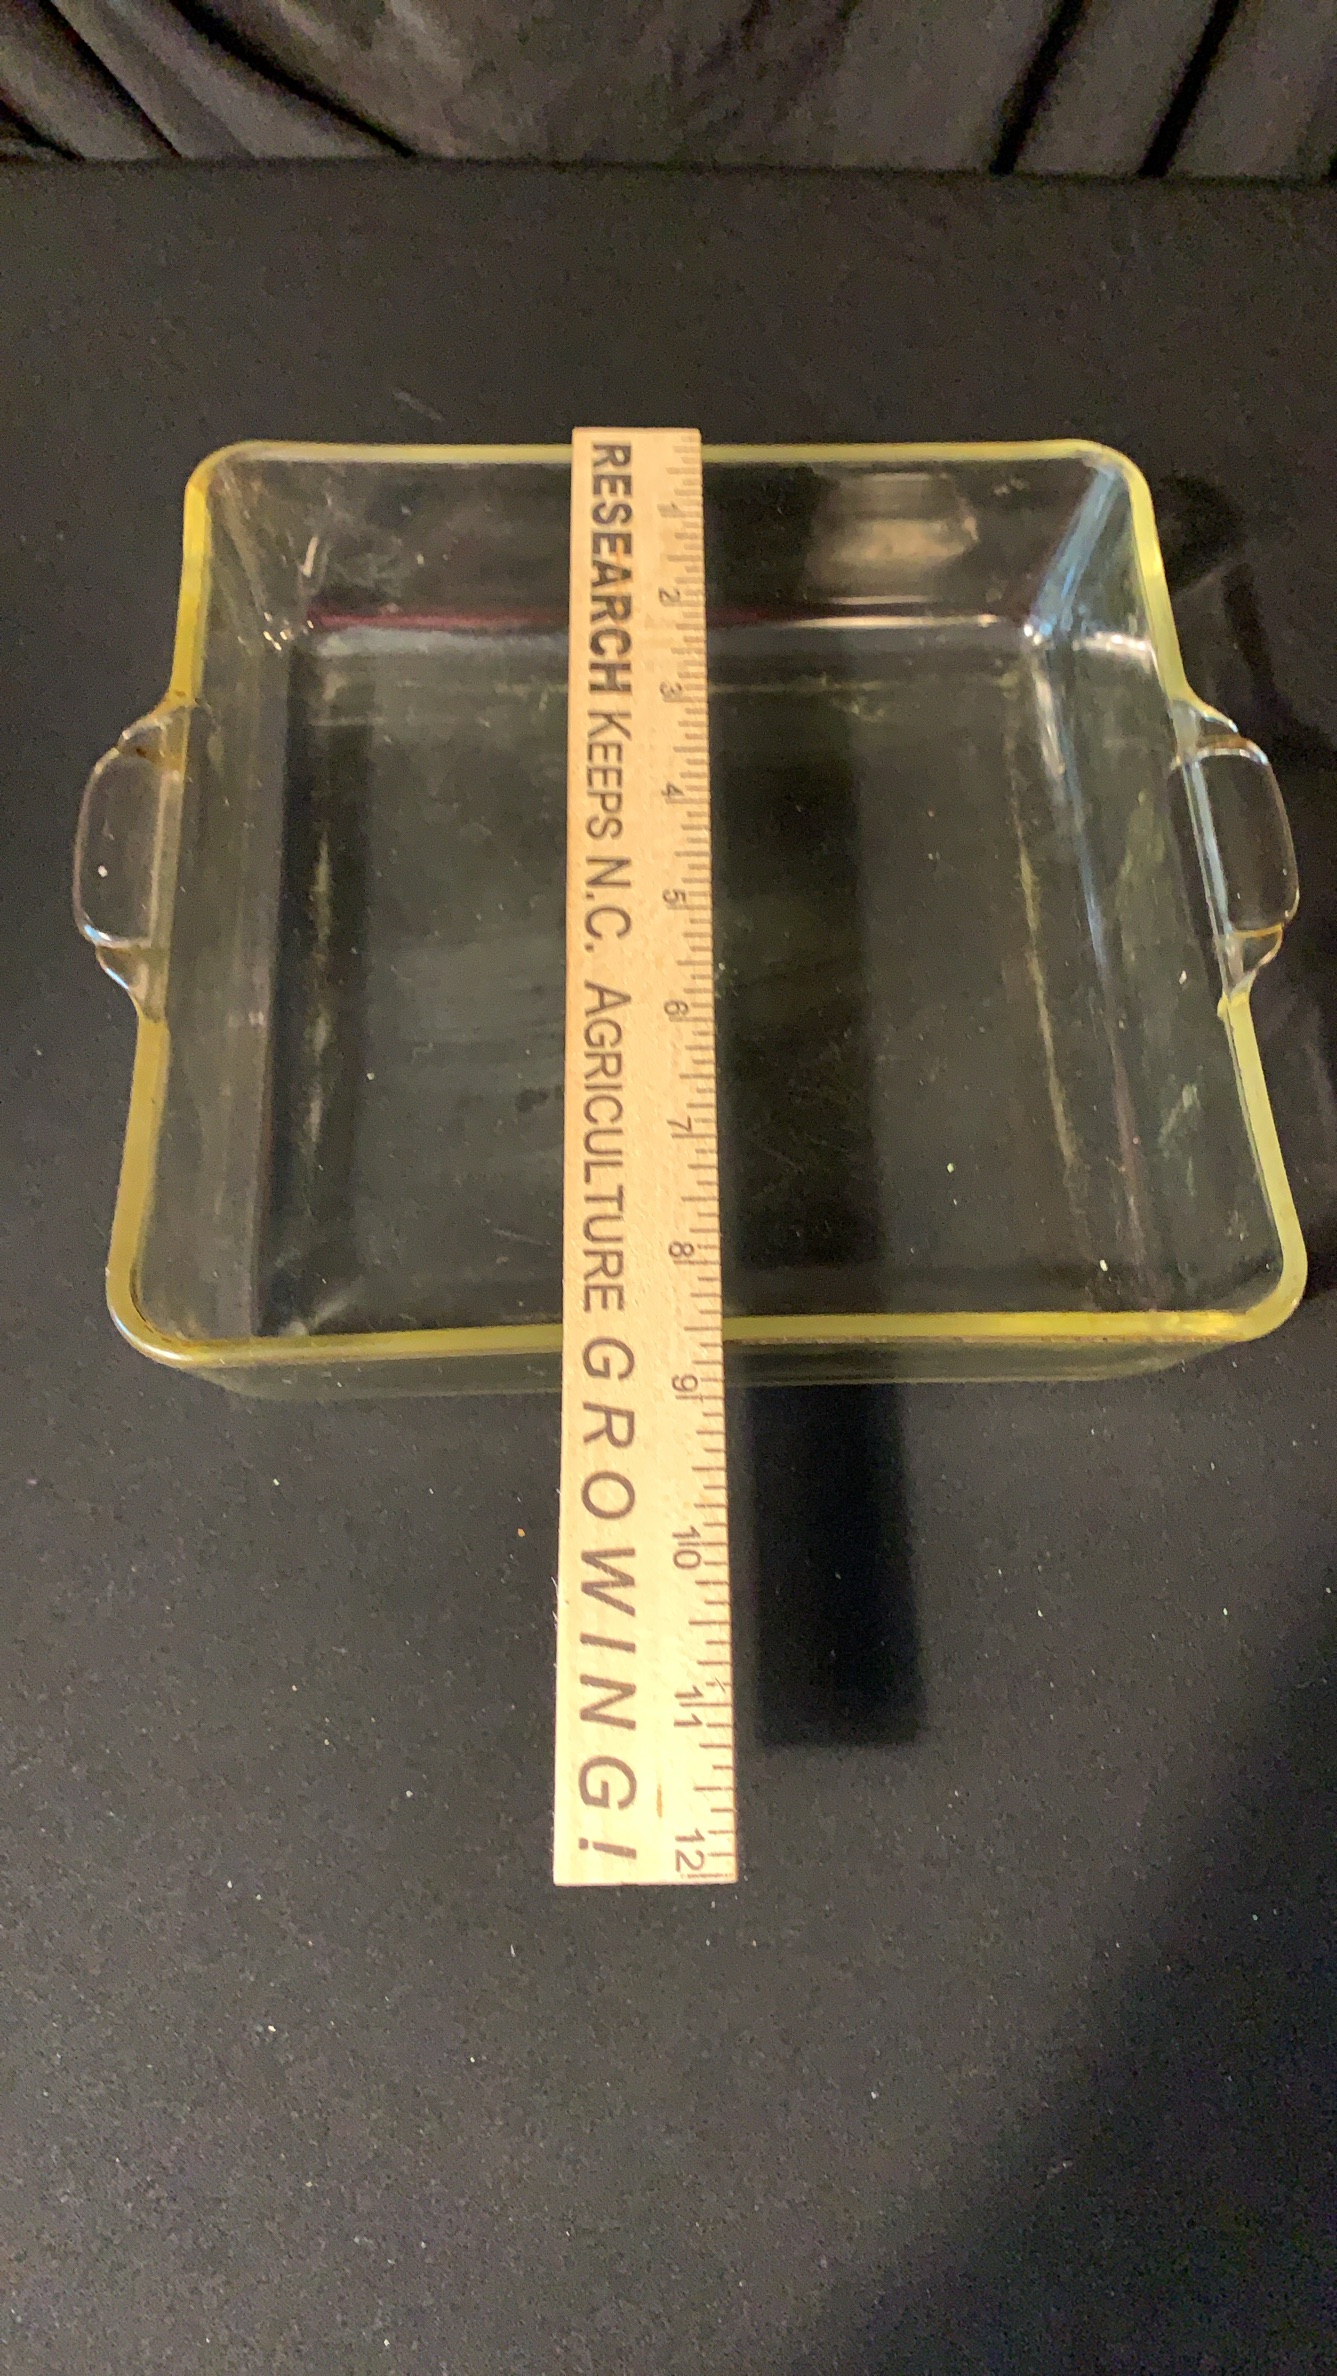 RESEARCH KEEPS N.C. AGRICULTURE GROWING!
1 2 3 4 5 6 7 8 9 10 11 12